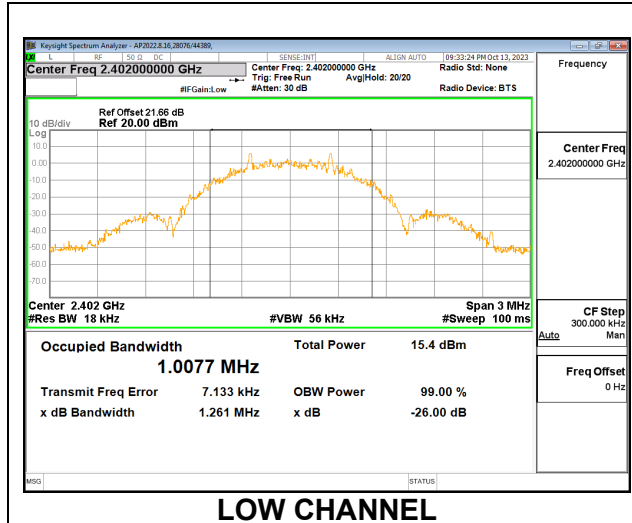 Keysight Spectrum Analyzer - AP2022.8.16,28076/44389,
L RF 50 Ω DC SENSE:INT ALIGN AUTO 09:33:24 PM Oct 13, 2023
Center Freq 2.402000000 GHz Center Freq: 2.402000000 GHz Radio Std: None Frequency
Trig: Free Run Avg|Hold: 20/20
#IFGain:Low #Atten: 30 dB Radio Device: BTS
Ref Offset 21.66 dB
10 dB/div Ref 20.00 dBm
Log
10.0
0.00
-10.0
-20.0
-30.0
-40.0
-50.0
-60.0
-70.0
Center Freq
2.402000000 GHz
Center 2.402 GHz Span 3 MHz
#Res BW 18 kHz #VBW 56 kHz #Sweep 100 ms
CF Step
300.000 kHz
Auto Man
Occupied Bandwidth Total Power 15.4 dBm
1.0077 MHz
Freq Offset
0 Hz
Transmit Freq Error 7.133 kHz OBW Power 99.00 %
x dB Bandwidth 1.261 MHz x dB -26.00 dB
MSG STATUS
LOW CHANNEL